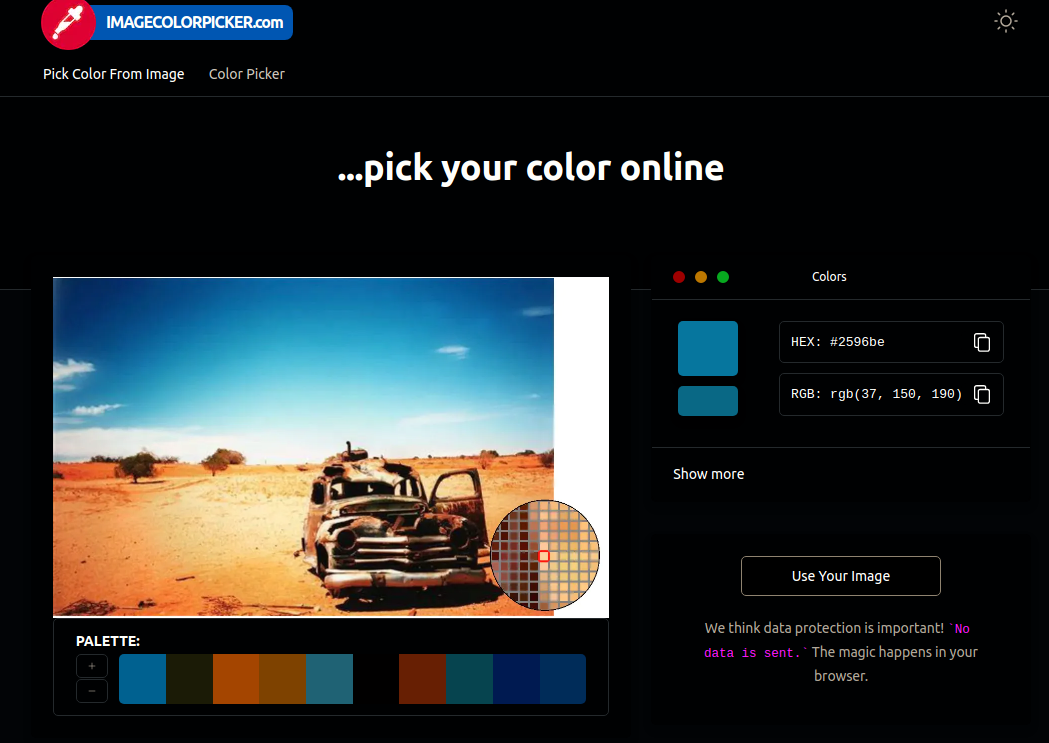 IMAGECOLORPICKER.com
Pick Color From Image Color Picker
...pick your color online
Colors
HEX: #2596be
RGB: rgb(37, 150, 190)
Show more
Use Your Image
We think data protection is important! `No
data is sent.` The magic happens in your
browser.
PALETTE:
+
−